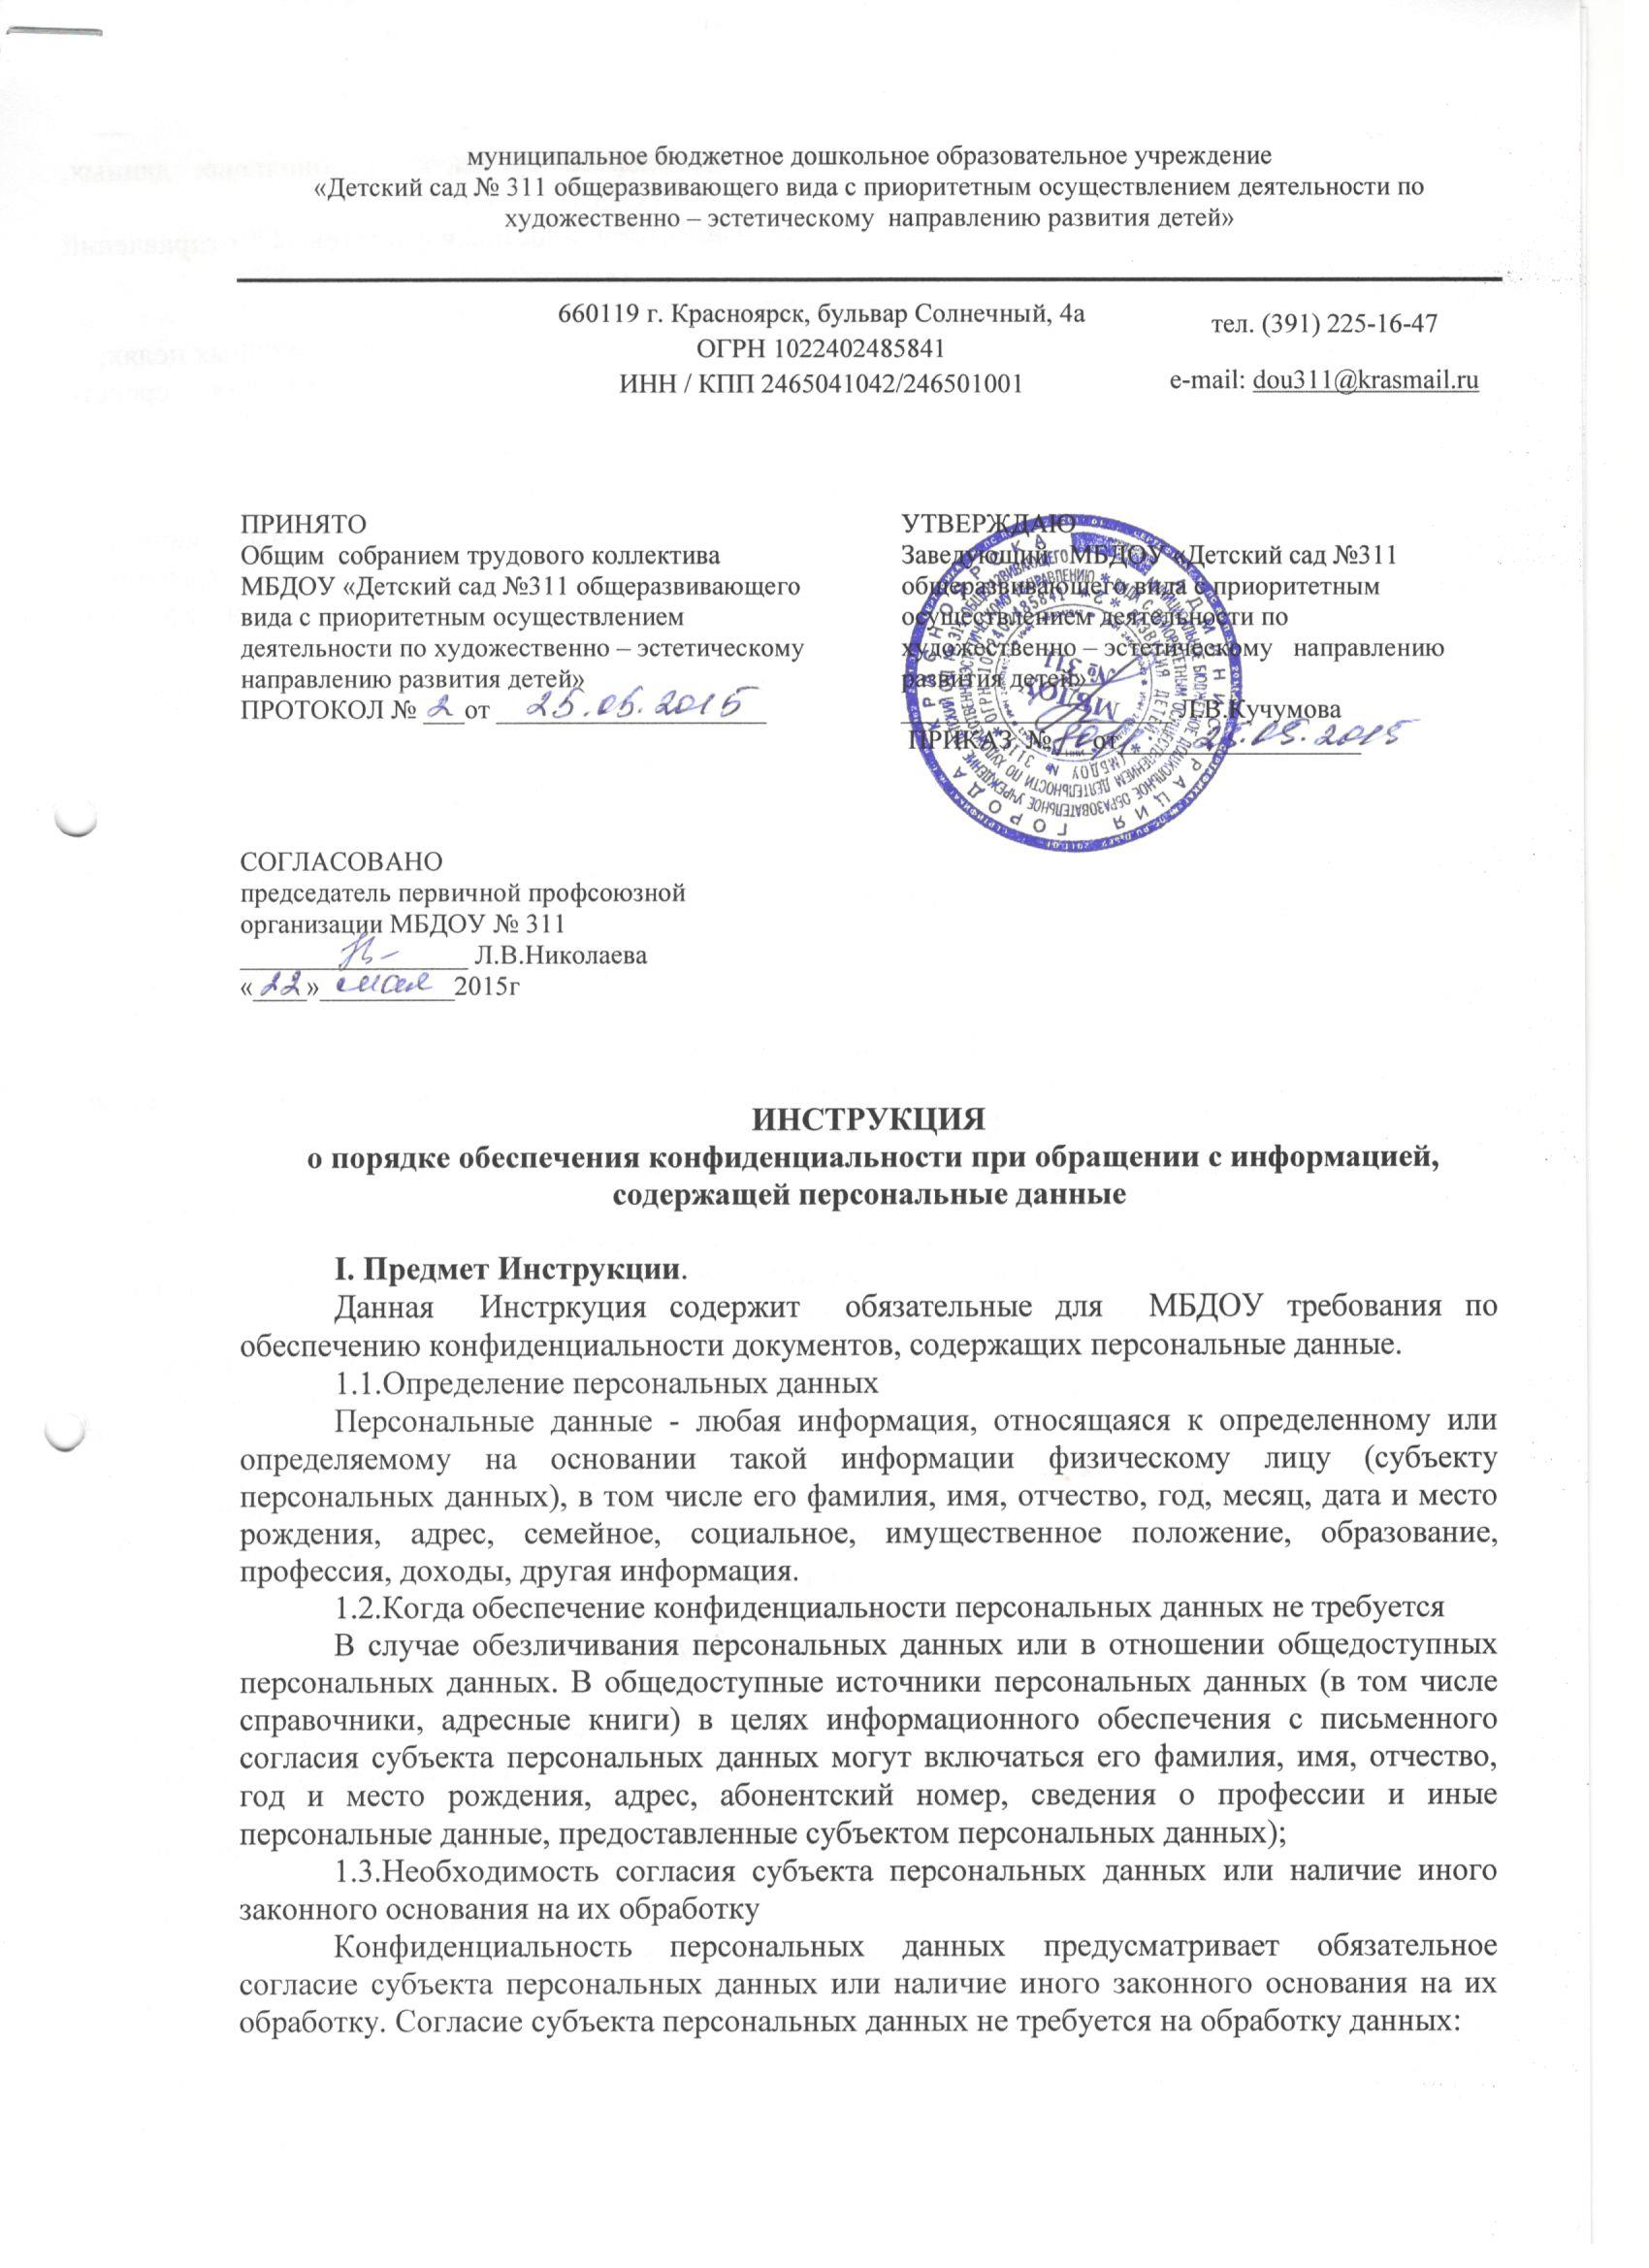 муниципальное бюджетное дошкольное образовательное учреждение
«Детский сад № 311 общеразвивающего вида с приоритетным осуществлением деятельности по
художественно – эстетическому направлению развития детей»
660119 г. Красноярск, бульвар Солнечный, 4а
ОГРН 1022402485841
ИНН / КПП 2465041042/246501001
тел. (391) 225-16-47
e-mail: dou311@krasmail.ru
ПРИНЯТО
Общим собранием трудового коллектива
МБДОУ «Детский сад №311 общеразвивающего
вида с приоритетным осуществлением
деятельности по художественно – эстетическому
направлению развития детей»
ПРОТОКОЛ № 2 от 25.05.2015
УТВЕРЖДАЮ
Заведующий МБДОУ «Детский сад №311
общеразвивающего вида с приоритетным
осуществлением деятельности по
художественно – эстетическому направлению
развития детей»
Л.В.Кучумова
ПРИКАЗ № от 25.05.2015
МБДОУ
№ 311
СОГЛАСОВАНО
председатель первичной профсоюзной
организации МБДОУ № 311
Л.В.Николаева
«22» мая 2015г
ИНСТРУКЦИЯ
о порядке обеспечения конфиденциальности при обращении с информацией,
содержащей персональные данные
I. Предмет Инструкции.
Данная Инстркуция содержит обязательные для МБДОУ требования по
обеспечению конфиденциальности документов, содержащих персональные данные.
1.1.Определение персональных данных
Персональные данные - любая информация, относящаяся к определенному или
определяемому на основании такой информации физическому лицу (субъекту
персональных данных), в том числе его фамилия, имя, отчество, год, месяц, дата и место
рождения, адрес, семейное, социальное, имущественное положение, образование,
профессия, доходы, другая информация.
1.2.Когда обеспечение конфиденциальности персональных данных не требуется
В случае обезличивания персональных данных или в отношении общедоступных
персональных данных. В общедоступные источники персональных данных (в том числе
справочники, адресные книги) в целях информационного обеспечения с письменного
согласия субъекта персональных данных могут включаться его фамилия, имя, отчество,
год и место рождения, адрес, абонентский номер, сведения о профессии и иные
персональные данные, предоставленные субъектом персональных данных);
1.3.Необходимость согласия субъекта персональных данных или наличие иного
законного основания на их обработку
Конфиденциальность персональных данных предусматривает обязательное
согласие субъекта персональных данных или наличие иного законного основания на их
обработку. Согласие субъекта персональных данных не требуется на обработку данных: